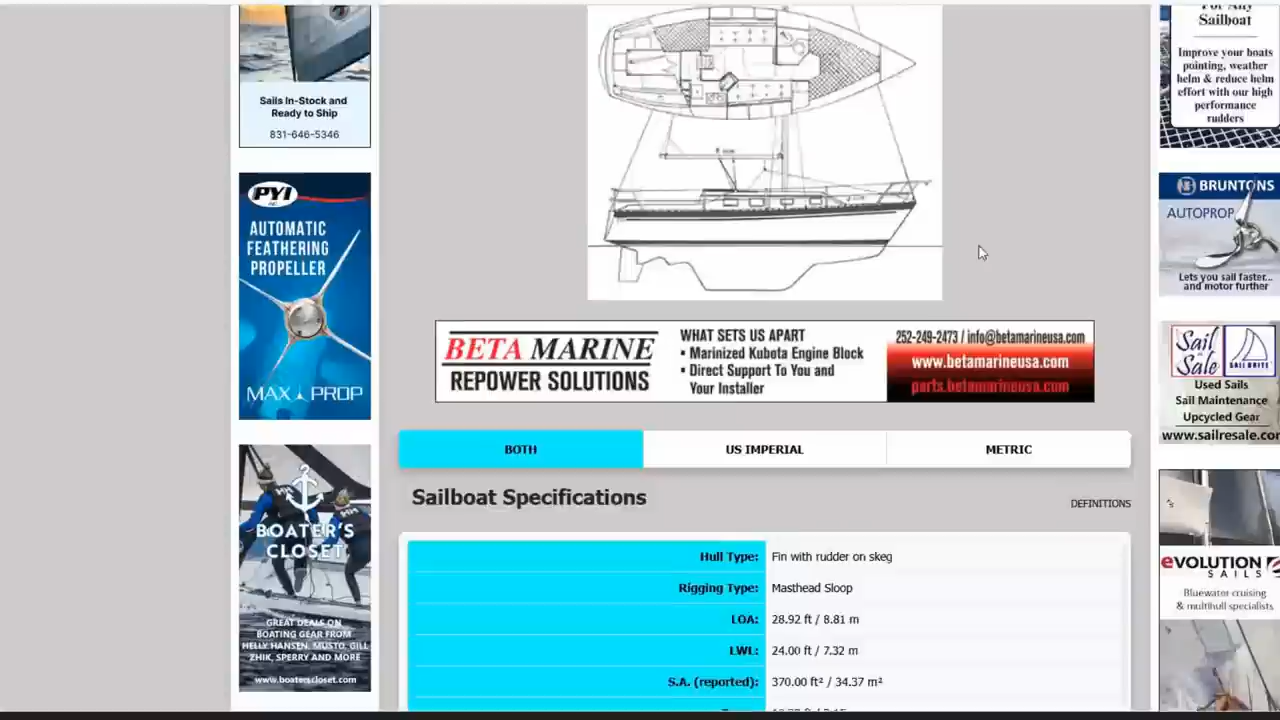 Sails In-Stock and
Ready to Ship
831-646-5346
PYI
AUTOMATIC
FEATHERING
PROPELLER
MAX PROP
BOATER'S
CLOSET
GREAT DEALS ON
BOATING GEAR FROM
HELLY HANSEN, MUSTO, GILL
ZHIK, SPERRY AND MORE
www.boaterscloset.com
BETA MARINE
REPOWER SOLUTIONS
WHAT SETS US APART
• Marinized Kubota Engine Block
• Direct Support To You and
Your Installer
252-249-2473 / info@betamarineusa.com
www.betamarineusa.com
parts.betamarineusa.com
BOTH
US IMPERIAL
METRIC
Sailboat Specifications
DEFINITIONS
Hull Type: Fin with rudder on skeg
Rigging Type: Masthead Sloop
LOA: 28.92 ft / 8.81 m
LWL: 24.00 ft / 7.32 m
S.A. (reported): 370.00 ft² / 34.37 m²
For Any
Sailboat
Improve your boats
pointing, weather
helm & reduce helm
effort with our high
performance
rudders
BRUNTONS
AUTOPROP
Lets you sail faster...
and motor further
Sail
Sale
SAILRITE
Used Sails
Sail Maintenance
Upcycled Gear
www.sailresale.com
eVOLUTION
SAILS
Bluewater cruising
& multihull specialists